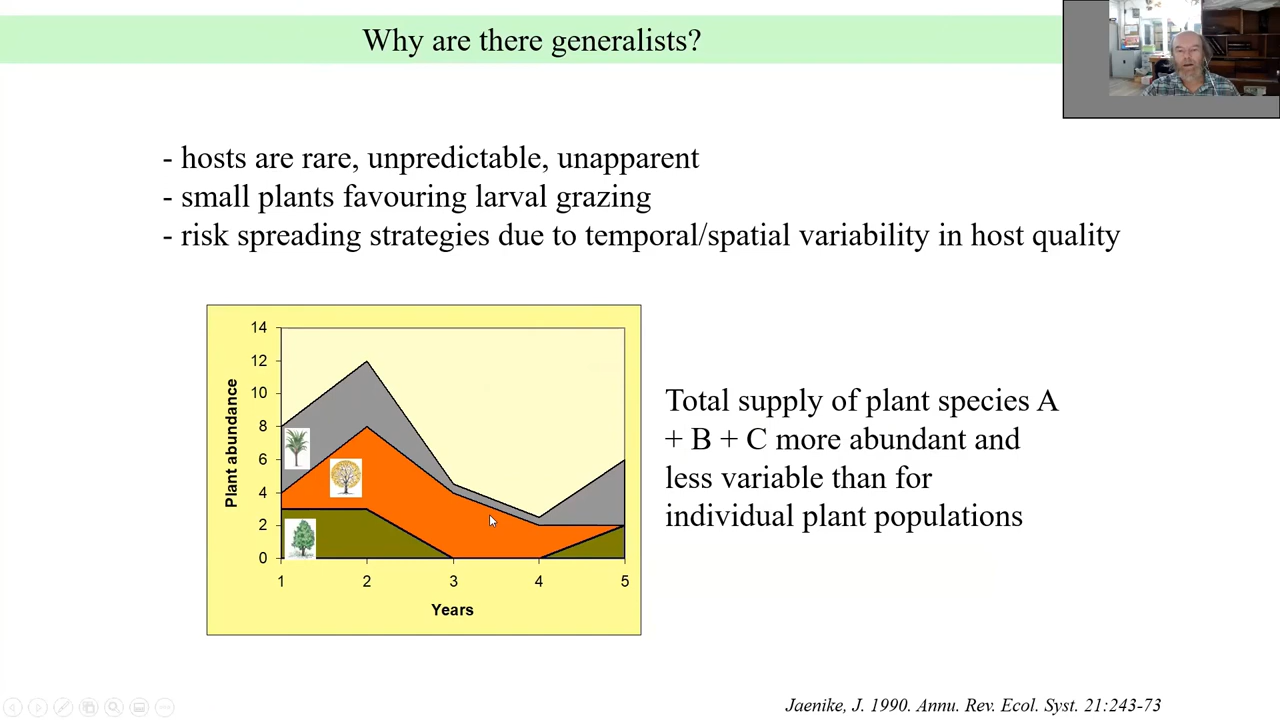 Why are there generalists?
- hosts are rare, unpredictable, unapparent
- small plants favouring larval grazing
- risk spreading strategies due to temporal/spatial variability in host quality
14
12
10
8
6
4
2
0
Plant abundance
1 2 3 4 5
Years
Total supply of plant species A
+ B + C more abundant and
less variable than for
individual plant populations
Jaenike, J. 1990. Annu. Rev. Ecol. Syst. 21:243-73